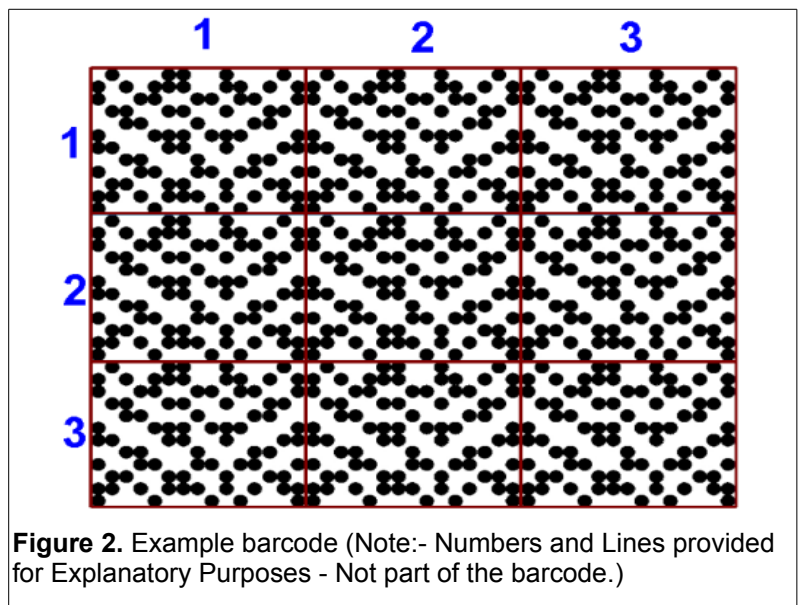 1 2 3
1
2
3
Figure 2. Example barcode (Note:- Numbers and Lines provided
for Explanatory Purposes - Not part of the barcode.)